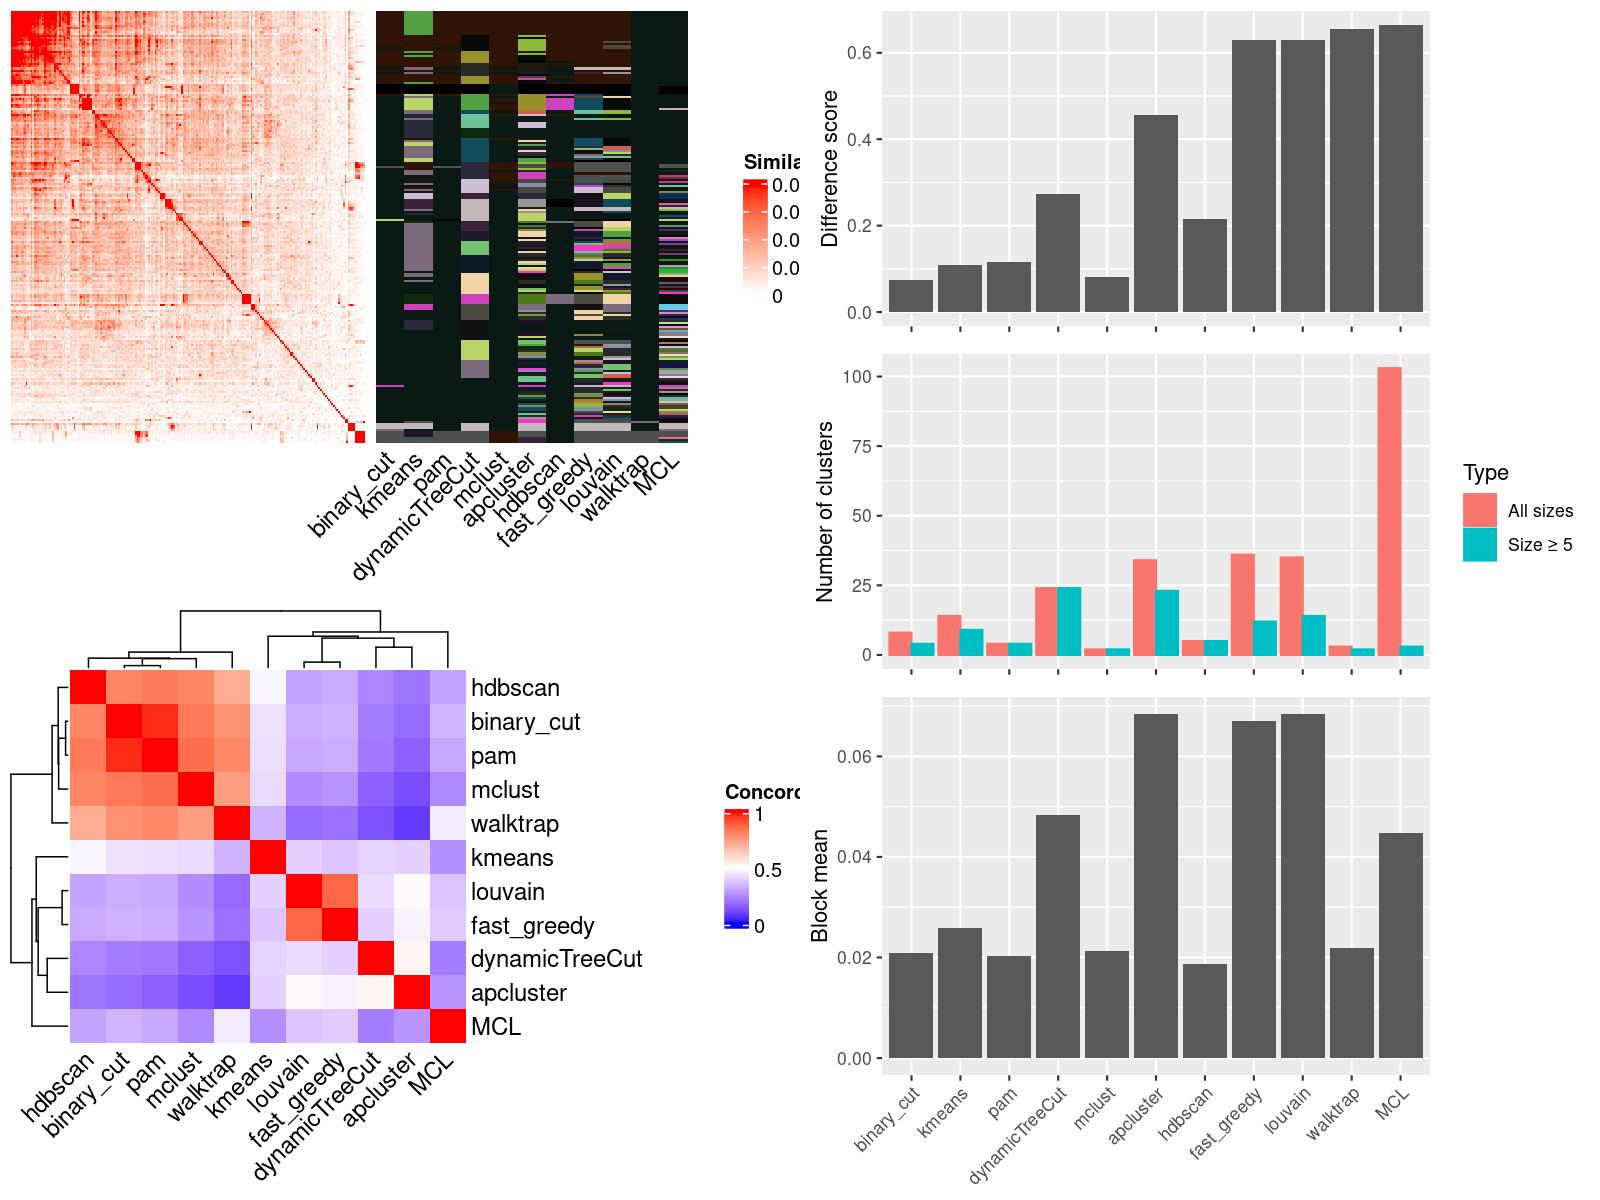 Simila
0.0
0.0
0.0
0.0
0
binary_cut
kmeans
pam
dynamicTreeCut
mclust
apcluster
hdbscan
fast_greedy
louvain
walktrap
MCL
hdbscan
binary_cut
pam
mclust
walktrap
kmeans
louvain
fast_greedy
dynamicTreeCut
apcluster
MCL
hdbscan
binary_cut
pam
mclust
walktrap
kmeans
louvain
fast_greedy
dynamicTreeCut
apcluster
MCL
Concord
1
0.5
0
Difference score
0.6
0.4
0.2
0.0
Number of clusters
100
75
50
25
0
Type
All sizes
Size ≥ 5
Block mean
0.06
0.04
0.02
0.00
binary_cut
kmeans
pam
dynamicTreeCut
mclust
apcluster
hdbscan
fast_greedy
louvain
walktrap
MCL